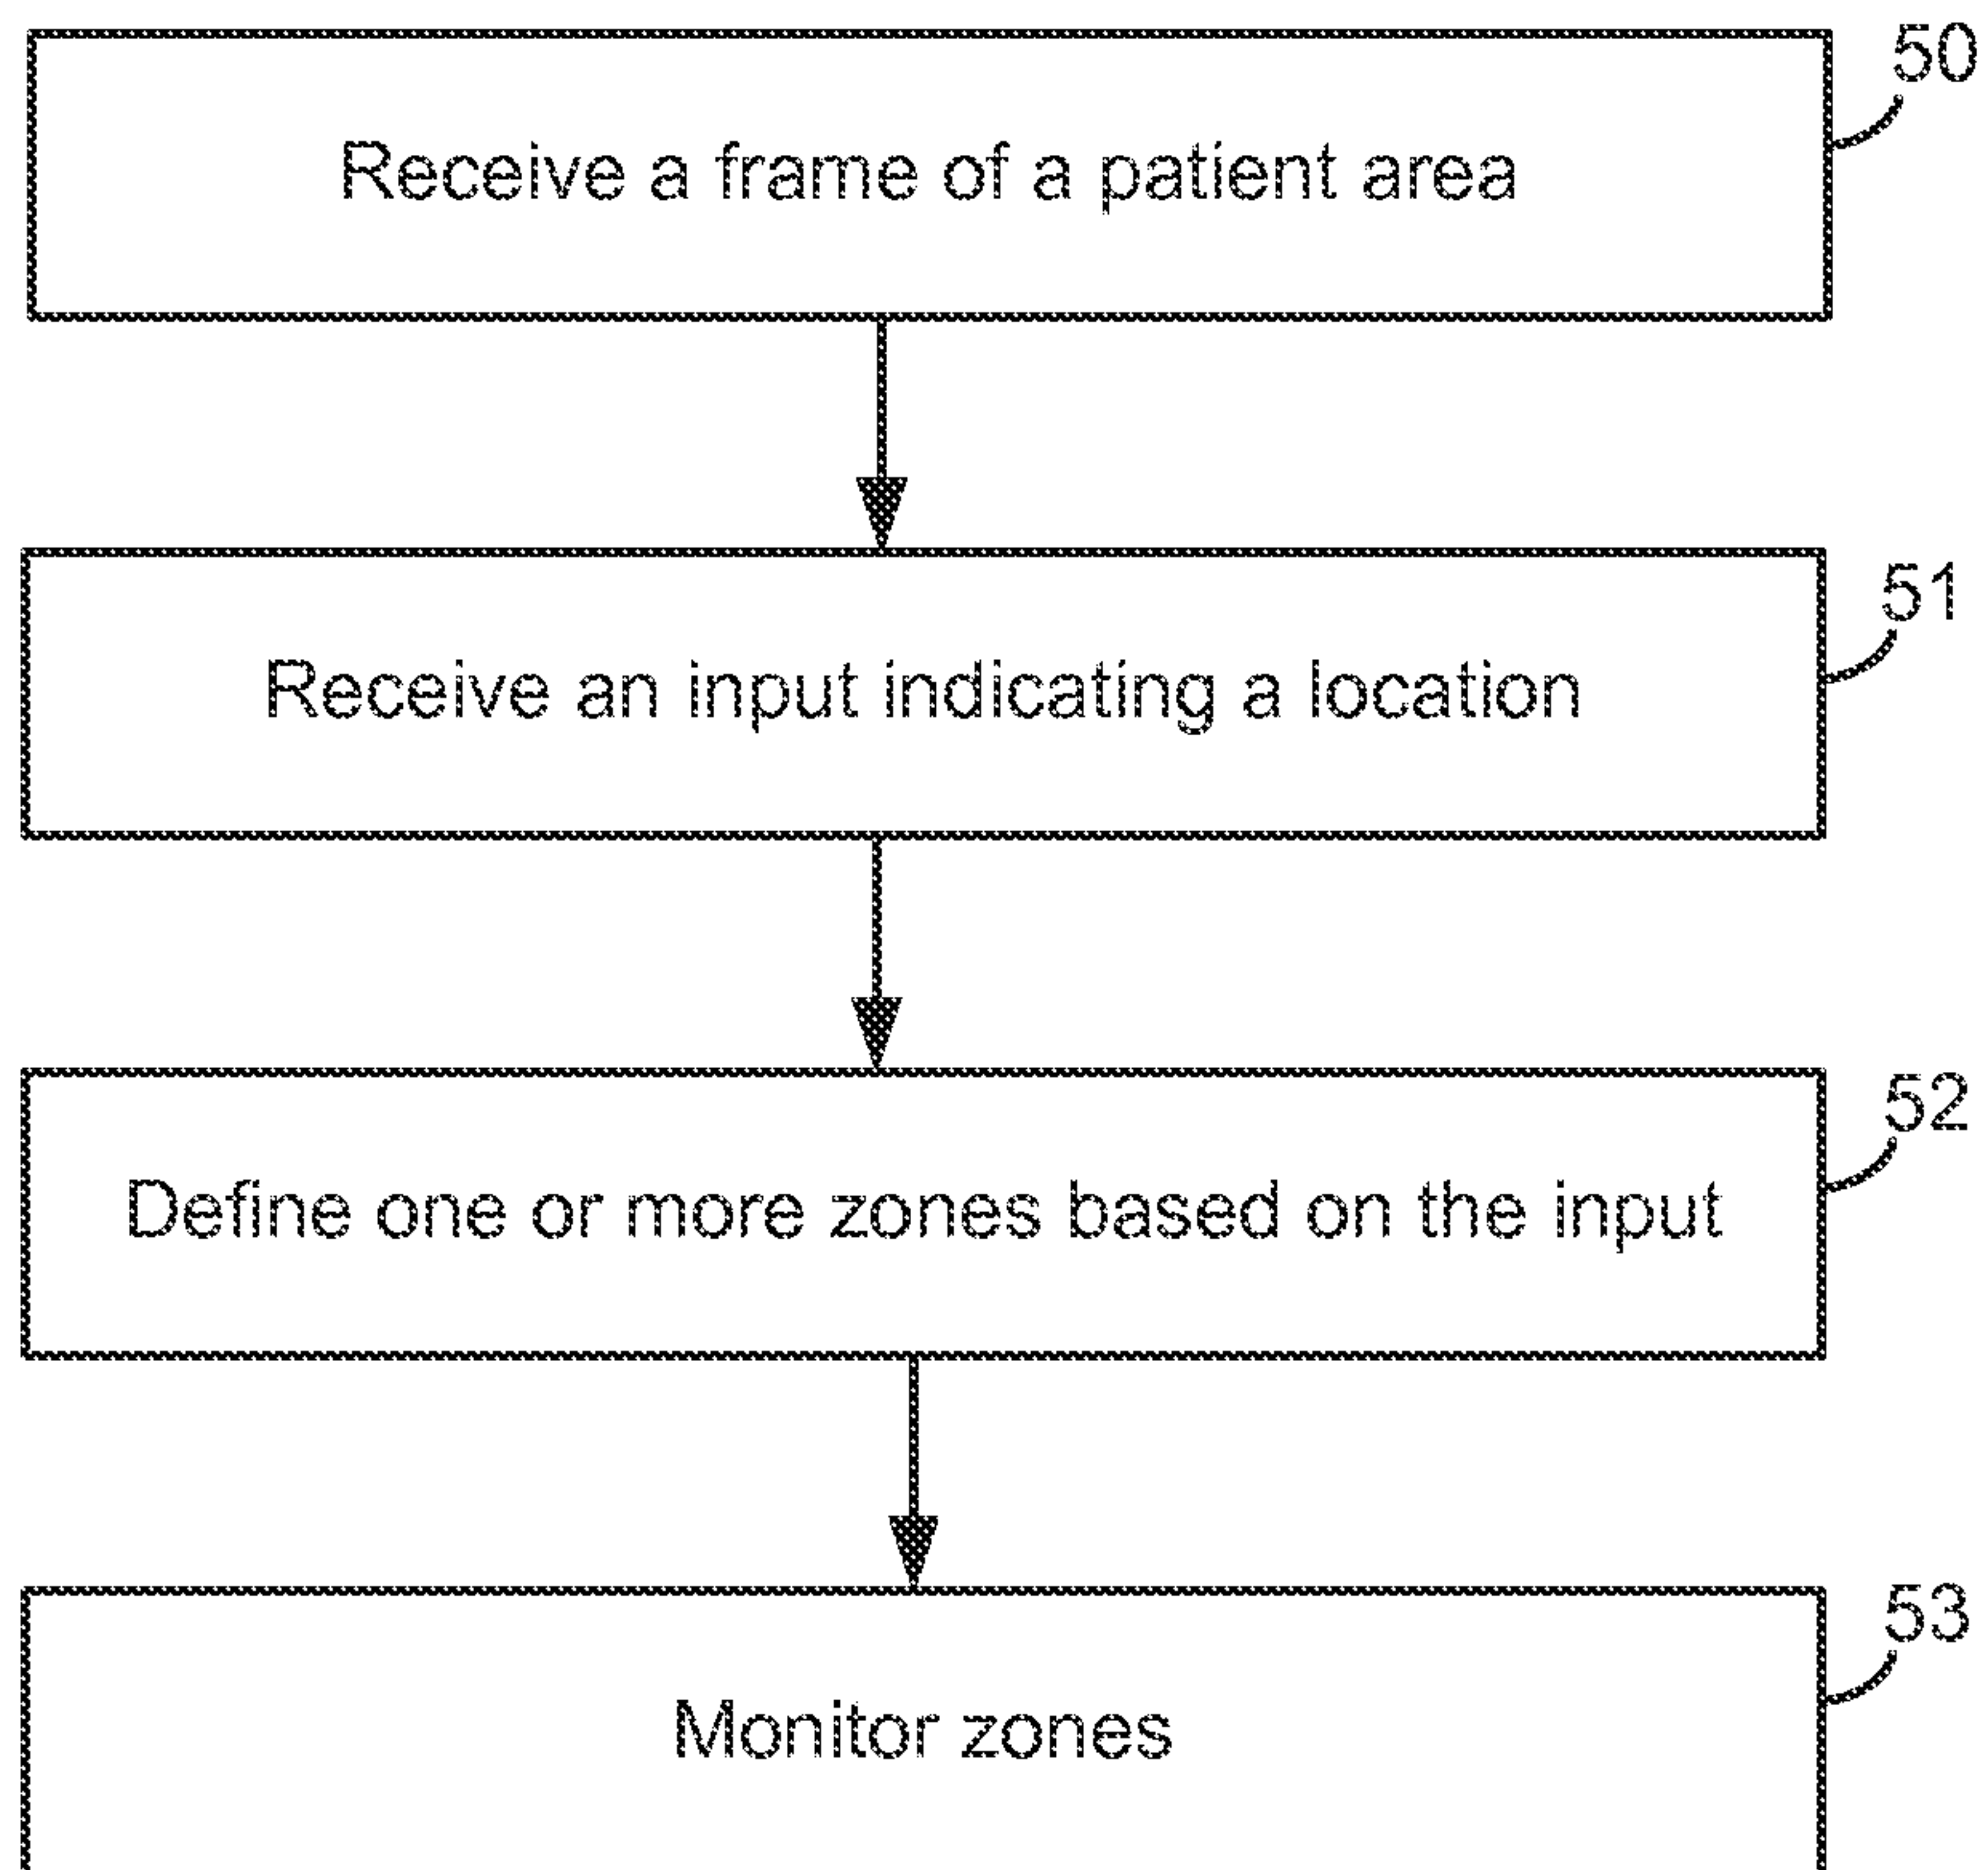 50
Receive a frame of a patient area
51
Receive an input indicating a location
52
Define one or more zones based on the input
53
Monitor zones